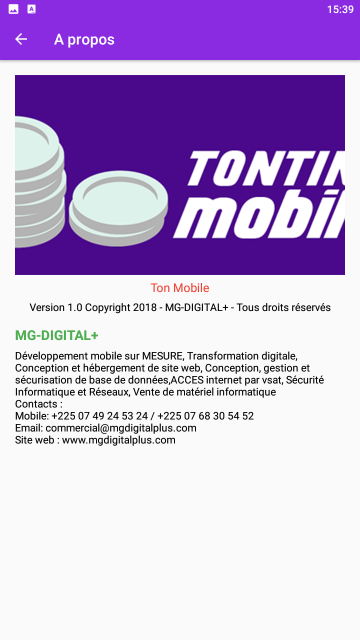 15:39
A propos
TONTIN
mobil
Ton Mobile
Version 1.0 Copyright 2018 - MG-DIGITAL+ - Tous droits réservés
MG-DIGITAL+
Développement mobile sur MESURE, Transformation digitale,
Conception et hébergement de site web, Conception, gestion et
sécurisation de base de données,ACCES internet par vsat, Sécurité
Informatique et Réseaux, Vente de matériel informatique
Contacts :
Mobile: +225 07 49 24 53 24 / +225 07 68 30 54 52
Email: commercial@mgdigitalplus.com
Site web : www.mgdigitalplus.com